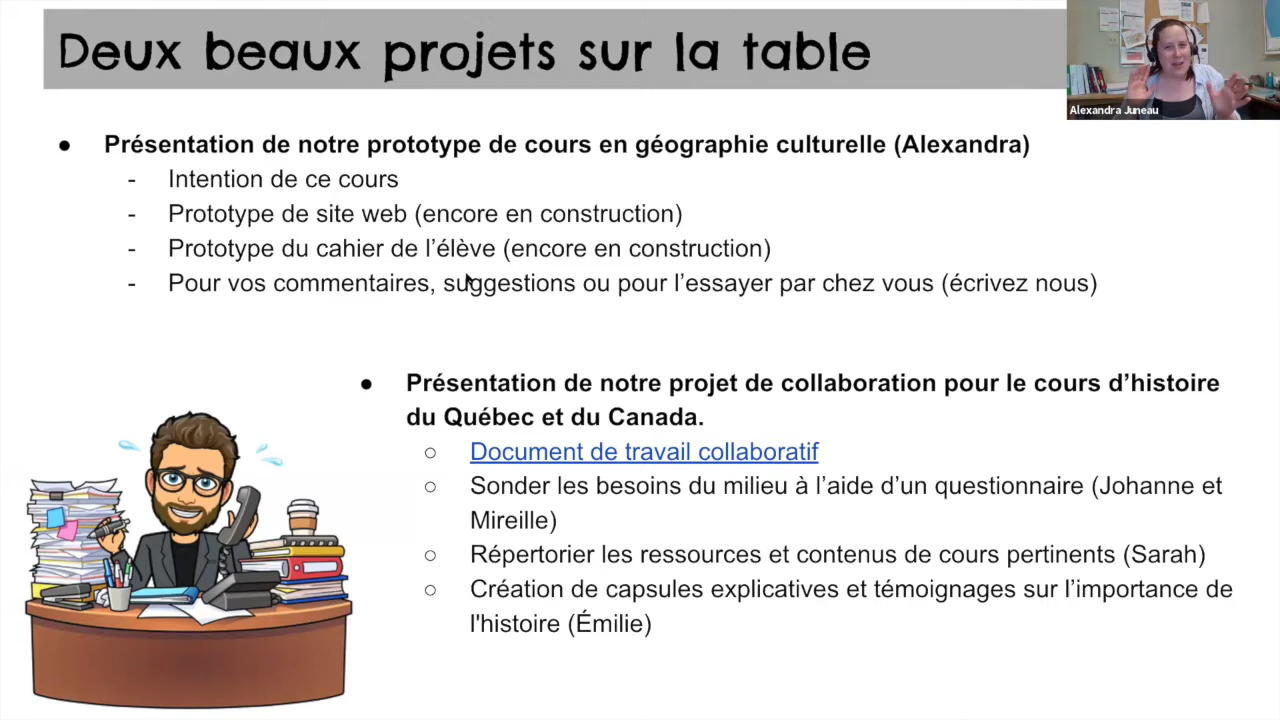 Deux beaux projets sur la table
Alexandra Juneau
● Présentation de notre prototype de cours en géographie culturelle (Alexandra)
- Intention de ce cours
- Prototype de site web (encore en construction)
- Prototype du cahier de l’élève (encore en construction)
- Pour vos commentaires, suggestions ou pour l’essayer par chez vous (écrivez nous)
● Présentation de notre projet de collaboration pour le cours d’histoire
du Québec et du Canada.
○ Document de travail collaboratif
○ Sonder les besoins du milieu à l’aide d’un questionnaire (Johanne et
Mireille)
○ Répertorier les ressources et contenus de cours pertinents (Sarah)
○ Création de capsules explicatives et témoignages sur l’importance de
l'histoire (Émilie)